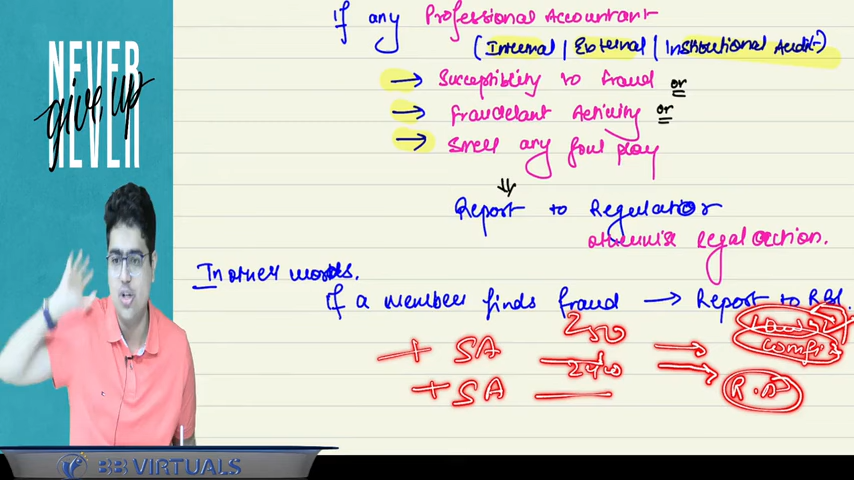 NEVER
give up
NEVER
If any Professional Accountant
(Internal | External | Institutional Audit)
→ Susceptiblity to Fraud or
→ Fraudelant Activity or
→ Smell any foul play
Report to Regulator
otherwise legal action.
In other words.
If a member finds fraud → Report to RBI.
+ SA 250
+ SA 240
BB VIRTUALS